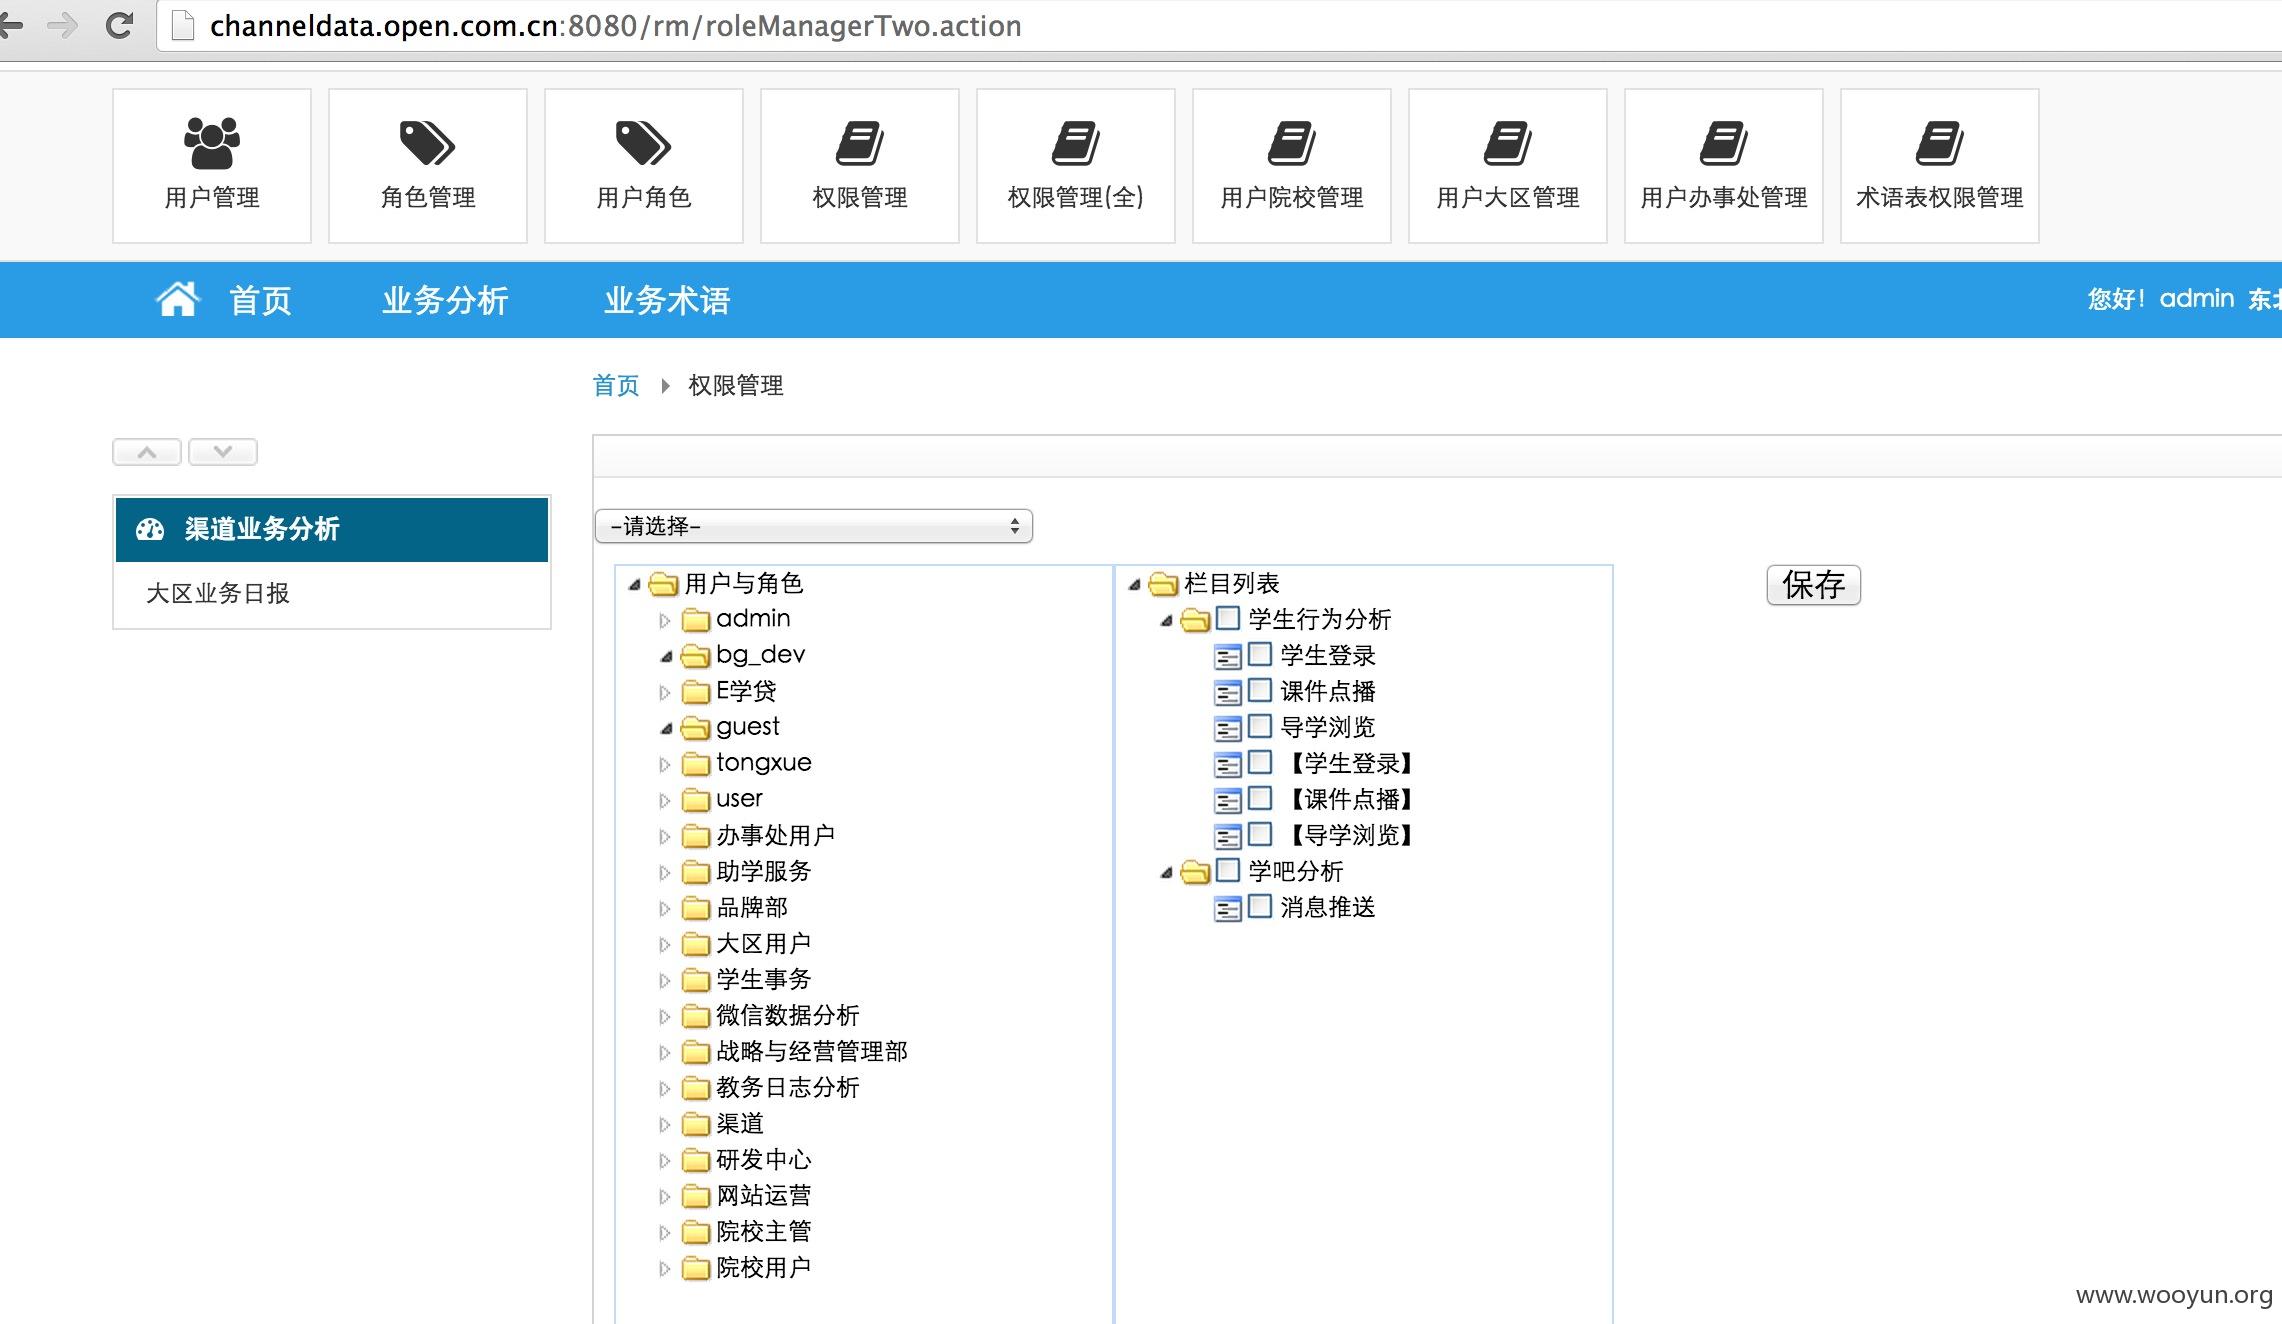 channeldata.open.com.cn:8080/rm/roleManagerTwo.action
用户管理
角色管理
用户角色
权限管理
权限管理(全)
用户院校管理
用户大区管理
用户办事处管理
术语表权限管理
首页
业务分析
业务术语
您好！admin 东北
首页
权限管理
渠道业务分析
大区业务日报
-请选择-
用户与角色
admin
bg_dev
E学贷
guest
tongxue
user
办事处用户
助学服务
品牌部
大区用户
学生事务
微信数据分析
战略与经营管理部
教务日志分析
渠道
研发中心
网站运营
院校主管
院校用户
栏目列表
学生行为分析
学生登录
课件点播
导学浏览
【学生登录】
【课件点播】
【导学浏览】
学吧分析
消息推送
保存
www.wooyun.org